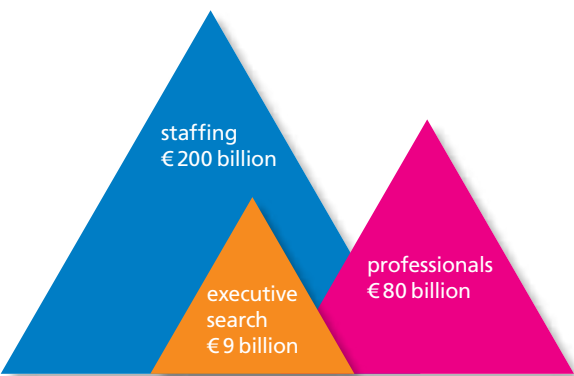 staffing
€ 200 billion
professionals
€ 80 billion
executive
search
€ 9 billion